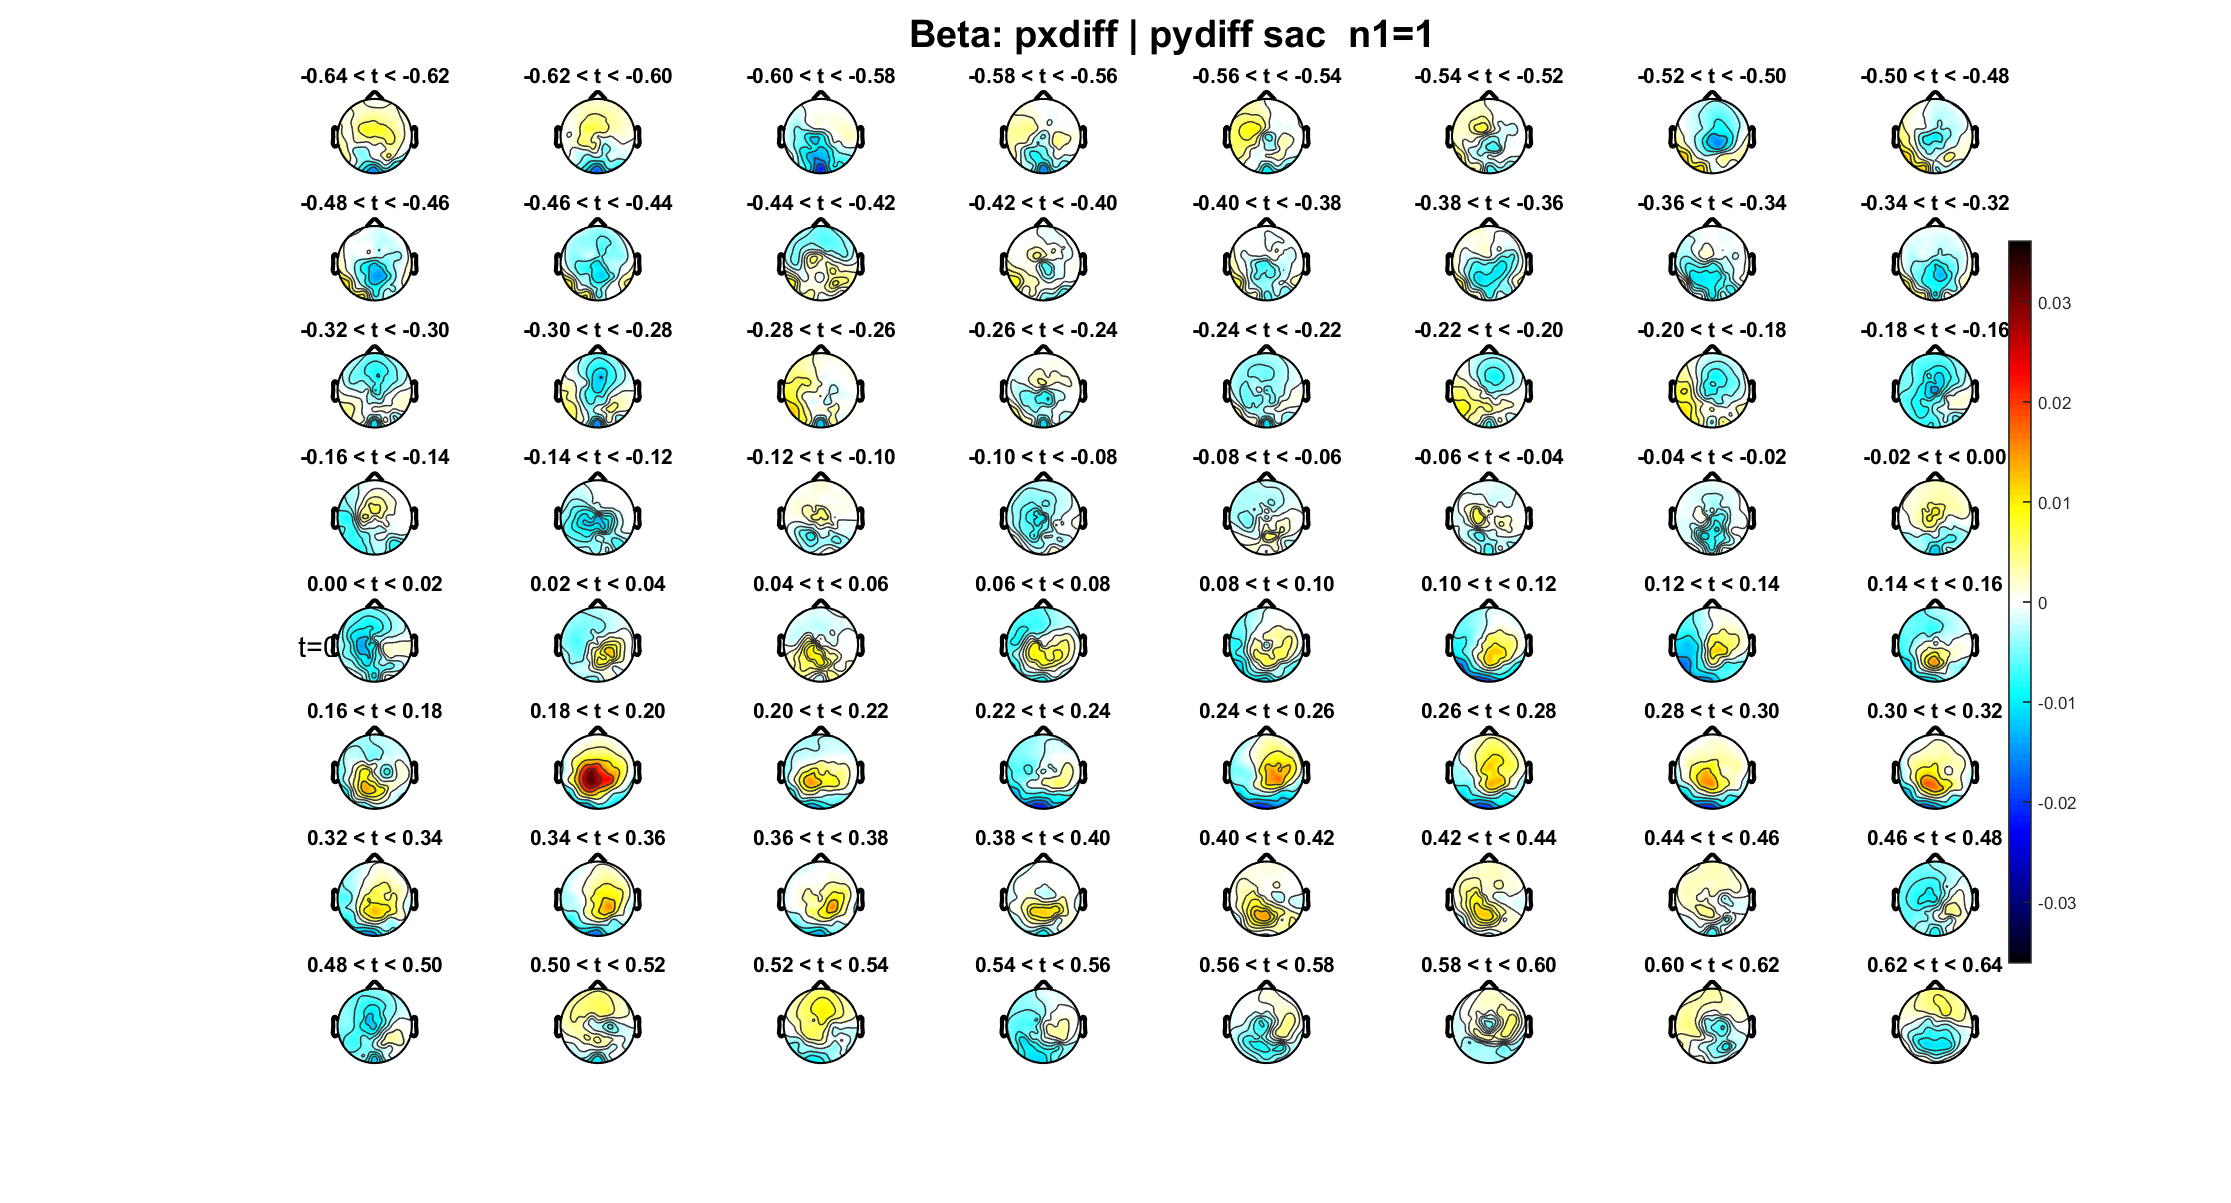 Beta: pxdiff | pydiff sac  n1=1
-0.64 < t < -0.62
-0.62 < t < -0.60
-0.60 < t < -0.58
-0.58 < t < -0.56
-0.56 < t < -0.54
-0.54 < t < -0.52
-0.52 < t < -0.50
-0.50 < t < -0.48
-0.48 < t < -0.46
-0.46 < t < -0.44
-0.44 < t < -0.42
-0.42 < t < -0.40
-0.40 < t < -0.38
-0.38 < t < -0.36
-0.36 < t < -0.34
-0.34 < t < -0.32
-0.32 < t < -0.30
-0.30 < t < -0.28
-0.28 < t < -0.26
-0.26 < t < -0.24
-0.24 < t < -0.22
-0.22 < t < -0.20
-0.20 < t < -0.18
-0.18 < t < -0.16
-0.16 < t < -0.14
-0.14 < t < -0.12
-0.12 < t < -0.10
-0.10 < t < -0.08
-0.08 < t < -0.06
-0.06 < t < -0.04
-0.04 < t < -0.02
-0.02 < t < 0.00
0.00 < t < 0.02
0.02 < t < 0.04
0.04 < t < 0.06
0.06 < t < 0.08
0.08 < t < 0.10
0.10 < t < 0.12
0.12 < t < 0.14
0.14 < t < 0.16
t=0
0.16 < t < 0.18
0.18 < t < 0.20
0.20 < t < 0.22
0.22 < t < 0.24
0.24 < t < 0.26
0.26 < t < 0.28
0.28 < t < 0.30
0.30 < t < 0.32
0.32 < t < 0.34
0.34 < t < 0.36
0.36 < t < 0.38
0.38 < t < 0.40
0.40 < t < 0.42
0.42 < t < 0.44
0.44 < t < 0.46
0.46 < t < 0.48
0.48 < t < 0.50
0.50 < t < 0.52
0.52 < t < 0.54
0.54 < t < 0.56
0.56 < t < 0.58
0.58 < t < 0.60
0.60 < t < 0.62
0.62 < t < 0.64
0.03
0.02
0.01
0
-0.01
-0.02
-0.03